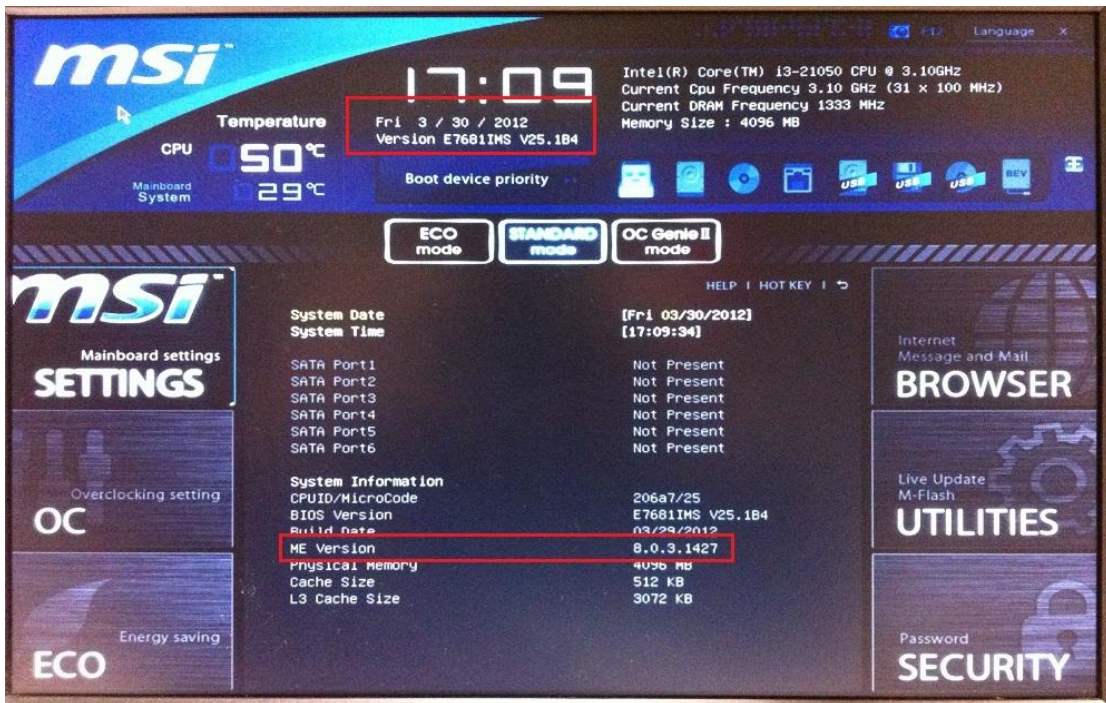 msi
Language X
17:09
Fri 3 / 30 / 2012
Version E7681IMS V25.1B4
Intel(R) Core(TM) i3-21050 CPU @ 3.10GHz
Current Cpu Frequency 3.10 GHz (31 x 100 MHz)
Current DRAM Frequency 1333 MHz
Memory Size : 4096 MB
Temperature
CPU 50°C
Mainboard
System 29°C
Boot device priority
USB USB USB BEV
ECO mode
STANDARD mode
OC Genie II mode
HELP | HOT KEY |
msi
Mainboard settings
SETTINGS
Overclocking setting
OC
Energy saving
ECO
System Date [Fri 03/30/2012]
System Time [17:09:34]
SATA Port1 Not Present
SATA Port2 Not Present
SATA Port3 Not Present
SATA Port4 Not Present
SATA Port5 Not Present
SATA Port6 Not Present
System Information
CPUID/MicroCode 206a7/25
BIOS Version E7681IMS V25.1B4
Build Date 03/29/2012
ME Version 8.0.3.1427
Physical Memory 4096 MB
Cache Size 512 KB
L3 Cache Size 3072 KB
Internet
Message and Mail
BROWSER
Live Update
M-Flash
UTILITIES
Password
SECURITY